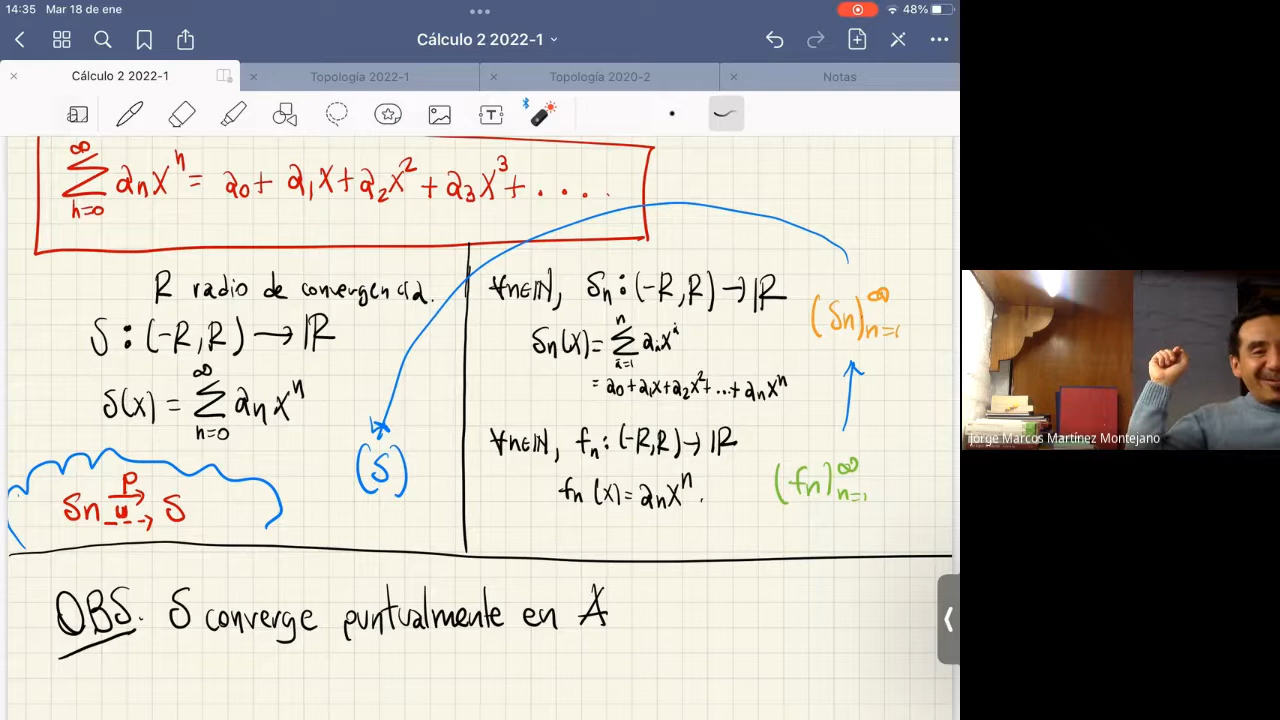 14:35 Mar 18 de ene
48%
Cálculo 2 2022-1
Cálculo 2 2022-1
Topología 2022-1
Topología 2020-2
Notas
∑_{n=0}^{∞} a_n x^n = a_0 + a_1 x + a_2 x^2 + a_3 x^3 + . . . .
R radio de convergencia.
S : (-R, R) → ℝ
S(x) = ∑_{n=0}^{∞} a_n x^n
(S)
S_n →^p S
--u-->
∀n∈ℕ, S_n : (-R, R) → ℝ
S_n(x) = ∑_{i=1}^{n} a_i x^i
= a_0 + a_1 x + a_2 x^2 + ... + a_n x^n
(S_n)_{n=1}^{∞}
∀n∈ℕ, f_n : (-R, R) → ℝ
f_n(x) = a_n x^n .
(f_n)_{n=1}^{∞}
OBS. S converge puntualmente en A
Jorge Marcos Martínez Montejano